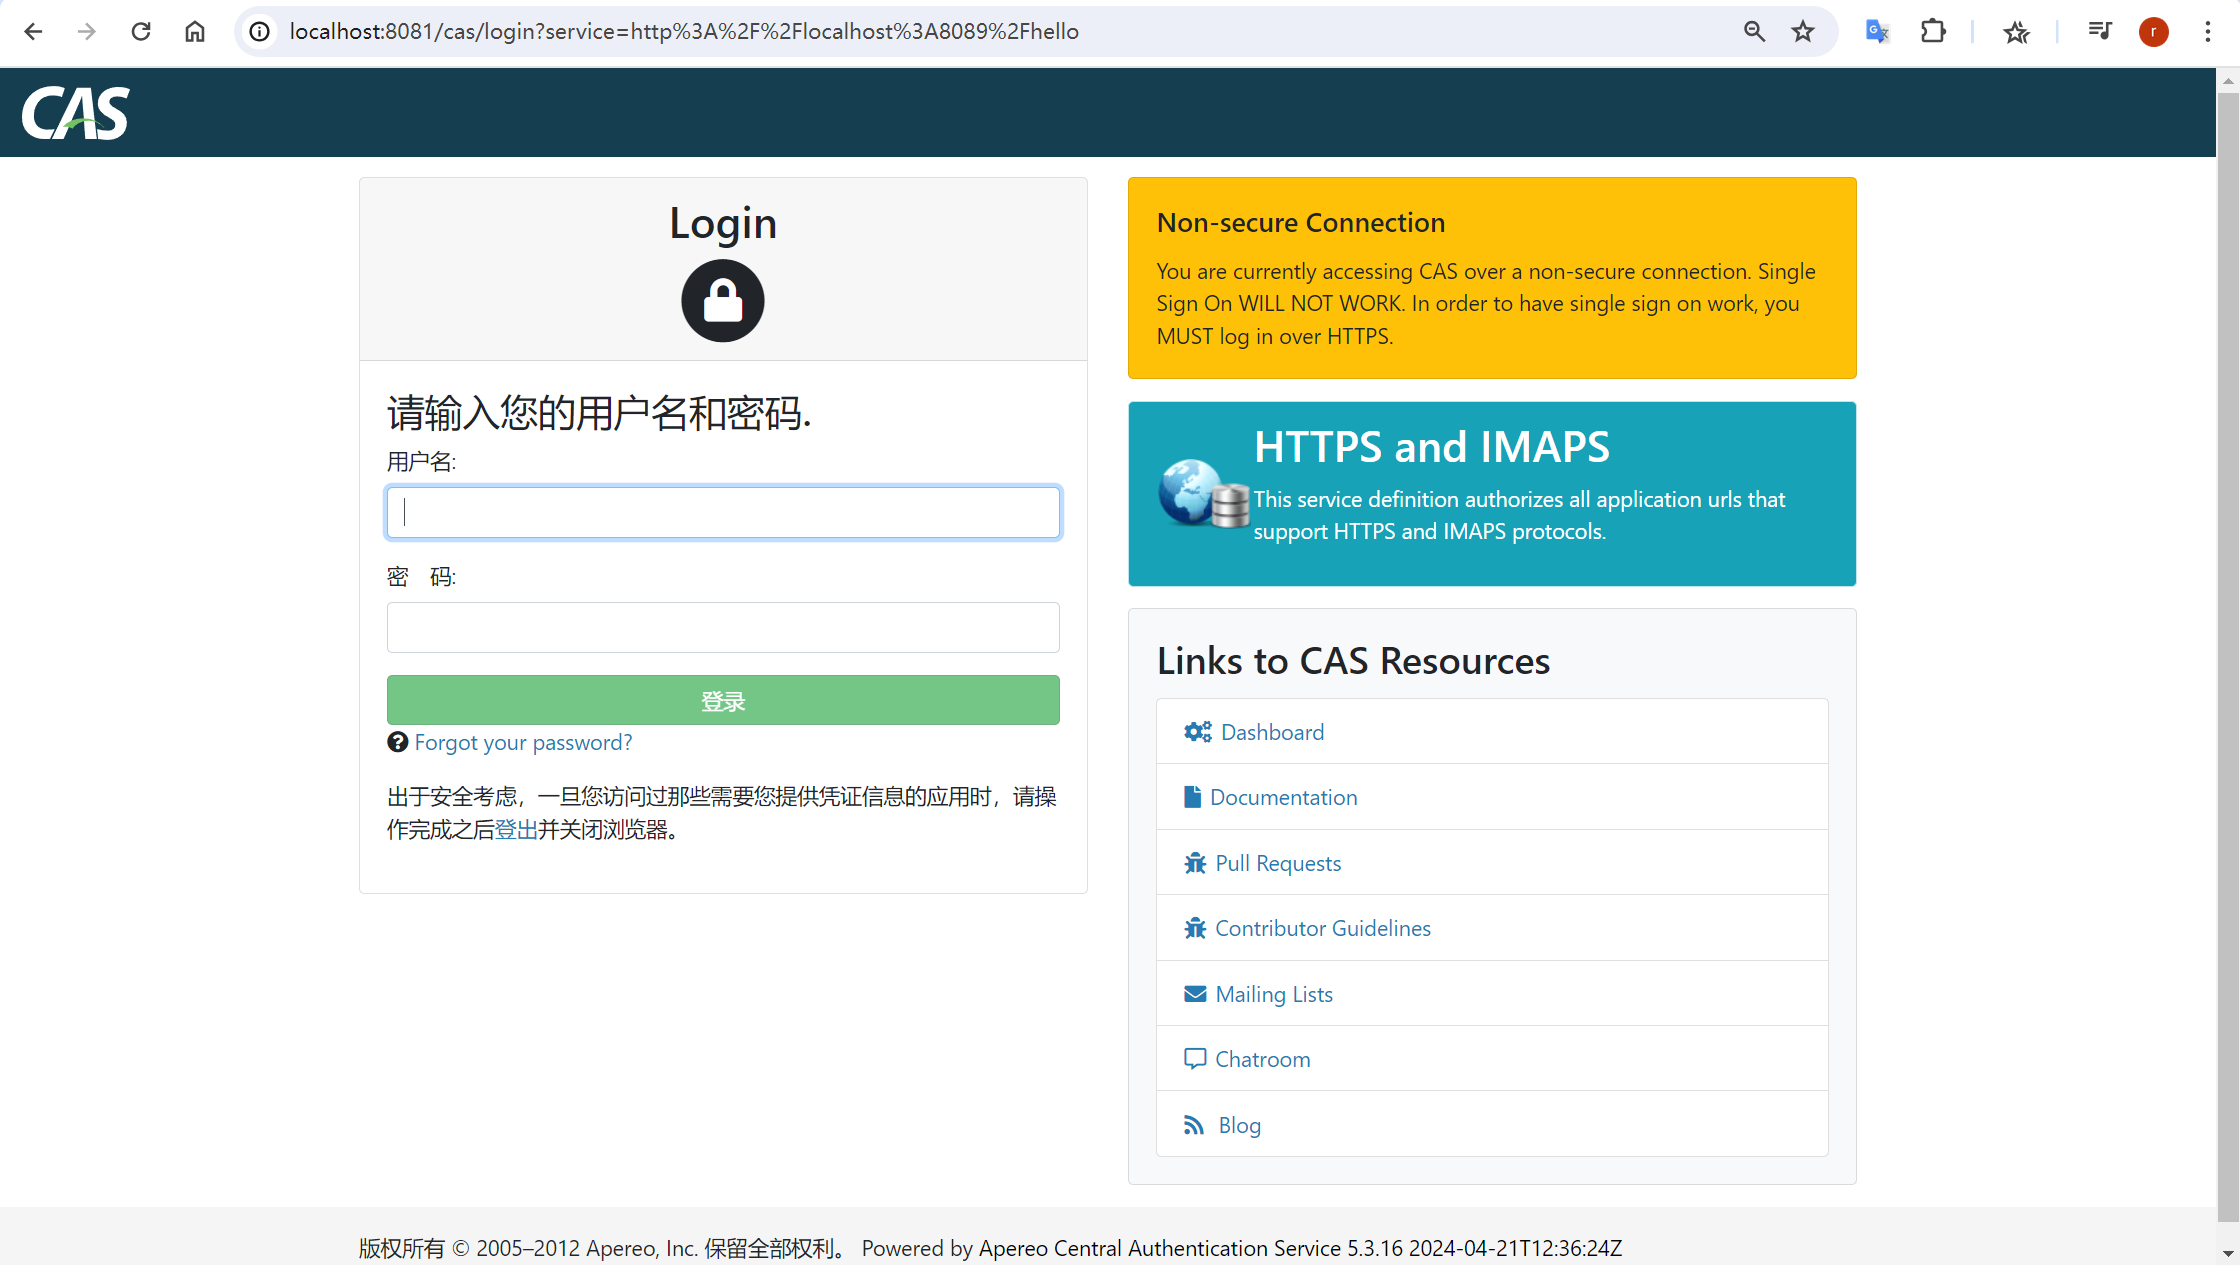 localhost:8081/cas/login?service=http%3A%2F%2Flocalhost%3A8089%2Fhello
r
CAS
Login
请输入您的用户名和密码.
用户名:
密 码:
登录
Forgot your password?
出于安全考虑，一旦您访问过那些需要您提供凭证信息的应用时，请操
作完成之后登出并关闭浏览器。
Non-secure Connection
You are currently accessing CAS over a non-secure connection. Single
Sign On WILL NOT WORK. In order to have single sign on work, you
MUST log in over HTTPS.
HTTPS and IMAPS
This service definition authorizes all application urls that
support HTTPS and IMAPS protocols.
Links to CAS Resources
Dashboard
Documentation
Pull Requests
Contributor Guidelines
Mailing Lists
Chatroom
Blog
版权所有 © 2005–2012 Apereo, Inc. 保留全部权利。 Powered by Apereo Central Authentication Service 5.3.16 2024-04-21T12:36:24Z